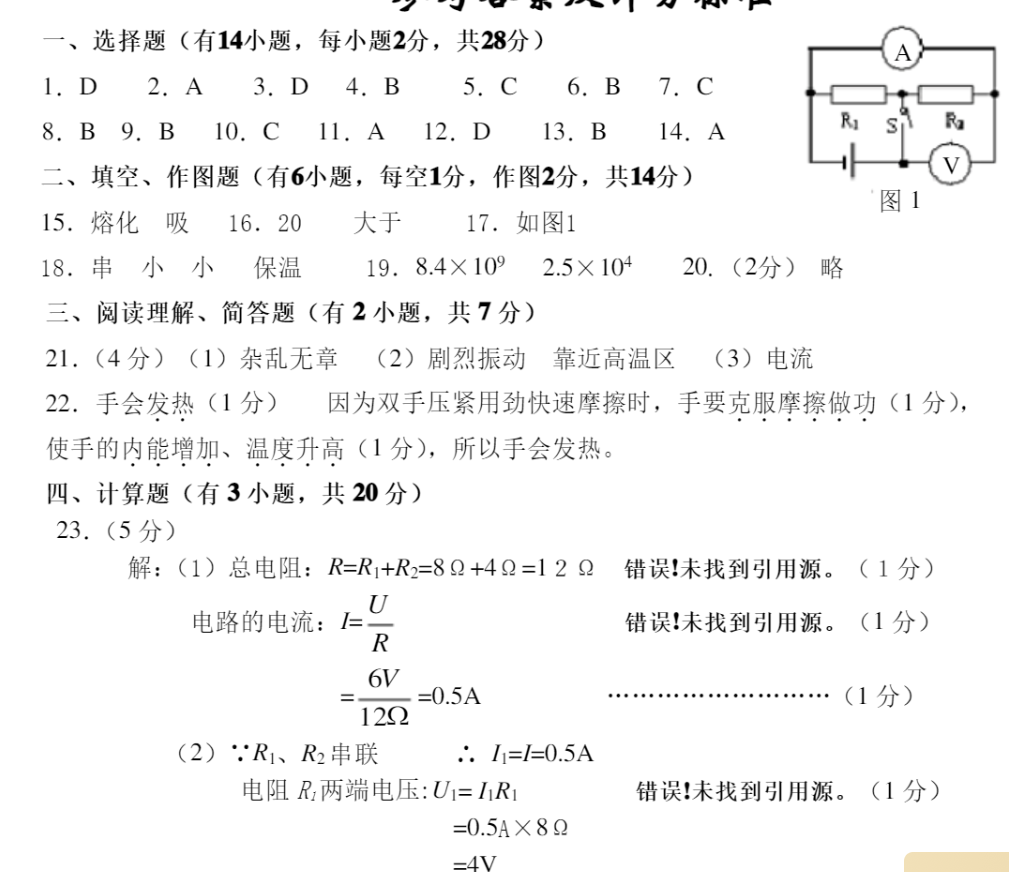 参考答案及评分标准
一、选择题（有14小题，每小题2分，共28分）
1．D 2．A 3．D 4．B 5．C 6．B 7．C
8．B 9．B 10．C 11．A 12．D 13．B 14．A
二、填空、作图题（有6小题，每空1分，作图2分，共14分）
15．熔化 吸 16．20 大于 17．如图1
18．串 小 小 保温 19．8.4×10⁹ 2.5×10⁴ 20.（2分） 略
A
R₁ S R₂
V
图 1
三、阅读理解、简答题（有 2 小题，共 7 分）
21．（4 分）（1）杂乱无章 （2）剧烈振动 靠近高温区 （3）电流
22．手会发热（1 分） 因为双手压紧用劲快速摩擦时，手要克服摩擦做功（1 分），
使手的内能增加、温度升高（1 分），所以手会发热。
四、计算题（有 3 小题，共 20 分）
23．（5 分）
解：（1）总电阻：R=R₁+R₂=8Ω+4Ω=12Ω 错误!未找到引用源。（1 分）
电路的电流：I=U/R 错误!未找到引用源。（1 分）
=6V/12Ω=0.5A ………………………（1 分）
（2）∵R₁、R₂串联 ∴ I₁=I=0.5A
电阻 R₁两端电压:U₁= I₁R₁ 错误!未找到引用源。（1 分）
=0.5A×8Ω
=4V